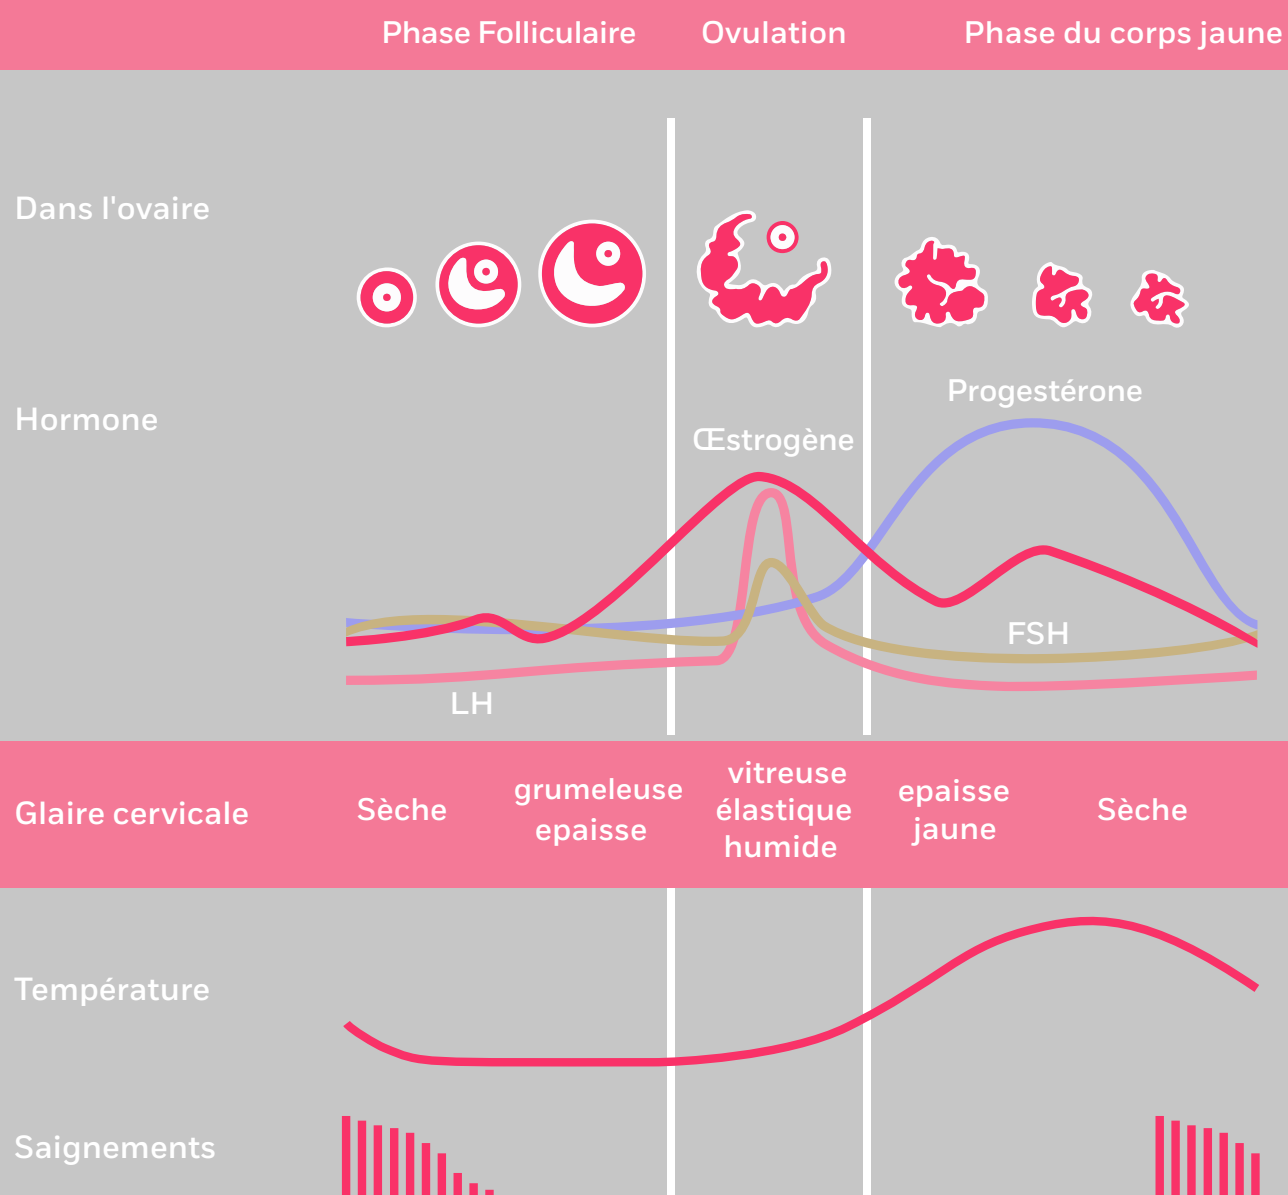 Phase Folliculaire
Ovulation
Phase du corps jaune
Dans l'ovaire
Hormone
Progestérone
Œstrogène
FSH
LH
Glaire cervicale
Sèche
grumeleuse
epaisse
vitreuse
élastique
humide
epaisse
jaune
Sèche
Température
Saignements